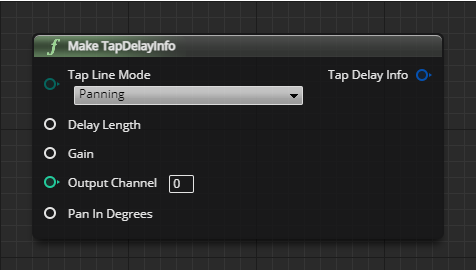 Make TapDelayInfo
Tap Line Mode
Tap Delay Info
Panning
Delay Length
Gain
Output Channel 0
Pan In Degrees